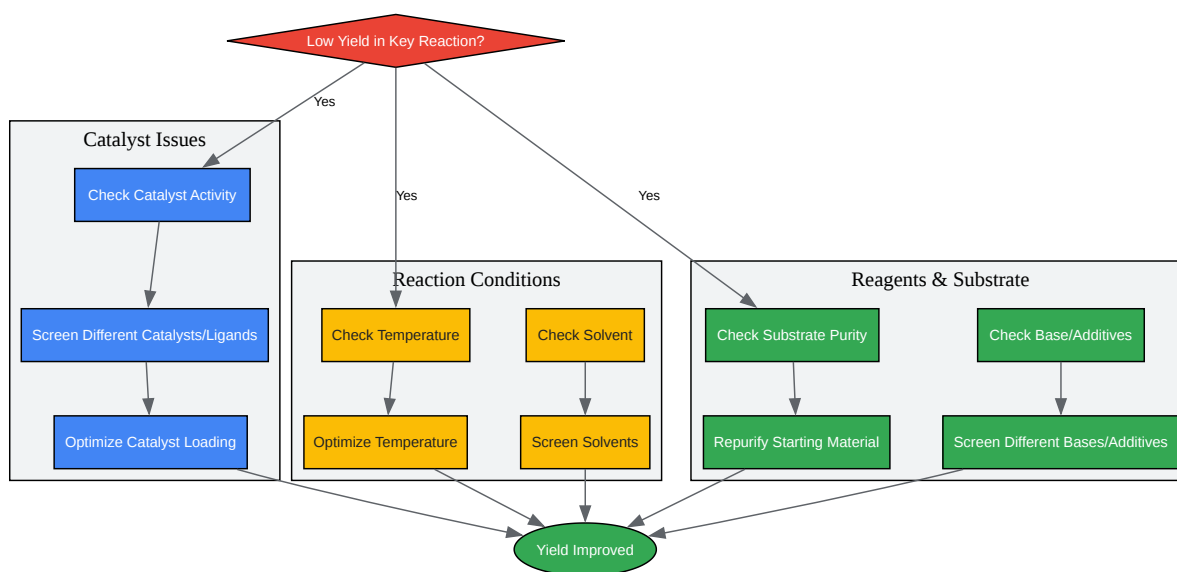 Low Yield in Key Reaction?
Yes
Catalyst Issues
Check Catalyst Activity
Yes
Yes
Reaction Conditions
Reagents & Substrate
Screen Different Catalysts/Ligands
Check Temperature
Check Solvent
Check Substrate Purity
Check Base/Additives
Optimize Catalyst Loading
Optimize Temperature
Screen Solvents
Repurify Starting Material
Screen Different Bases/Additives
Yield Improved